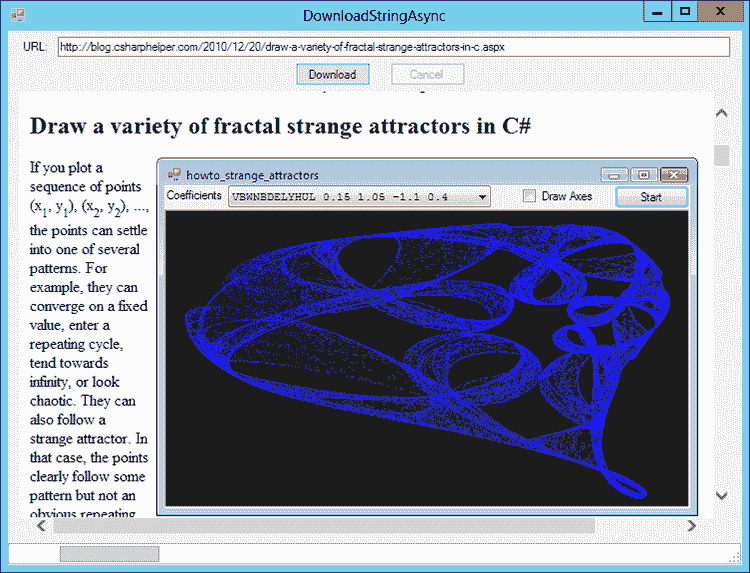 DownloadStringAsync
URL: http://blog.csharphelper.com/2010/12/20/draw-a-variety-of-fractal-strange-attractors-in-c.aspx
Download Cancel
Draw a variety of fractal strange attractors in C#
If you plot a
sequence of points
(x1, y1), (x2, y2), ...,
the points can settle
into one of several
patterns. For
example, they can
converge on a fixed
value, enter a
repeating cycle,
tend towards
infinity, or look
chaotic. They can
also follow a
strange attractor. In
that case, the points
clearly follow some
pattern but not an
obvious repeating
howto_strange_attractors
Coefficients VBWNBDELYHUL 0.15 1.05 -1.1 0.4 Draw Axes Start